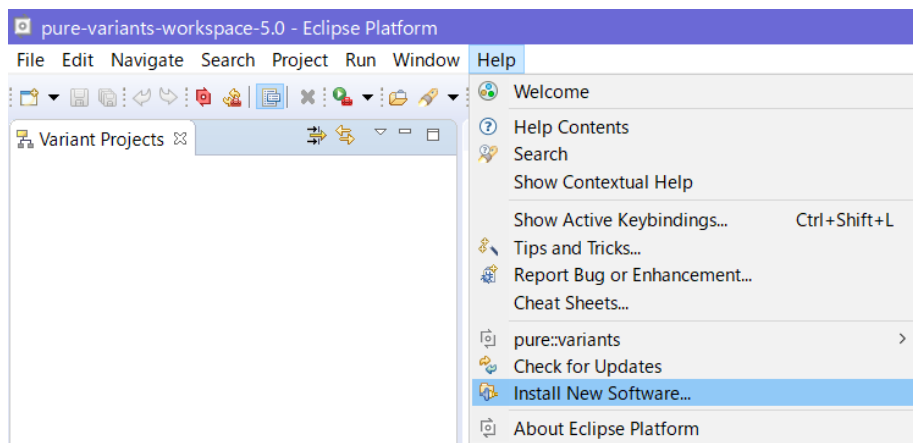 pure-variants-workspace-5.0 - Eclipse Platform
File Edit Navigate Search Project Run Window Help
Variant Projects
Welcome
Help Contents
Search
Show Contextual Help
Show Active Keybindings... Ctrl+Shift+L
Tips and Tricks...
Report Bug or Enhancement...
Cheat Sheets...
pure::variants
Check for Updates
Install New Software...
About Eclipse Platform